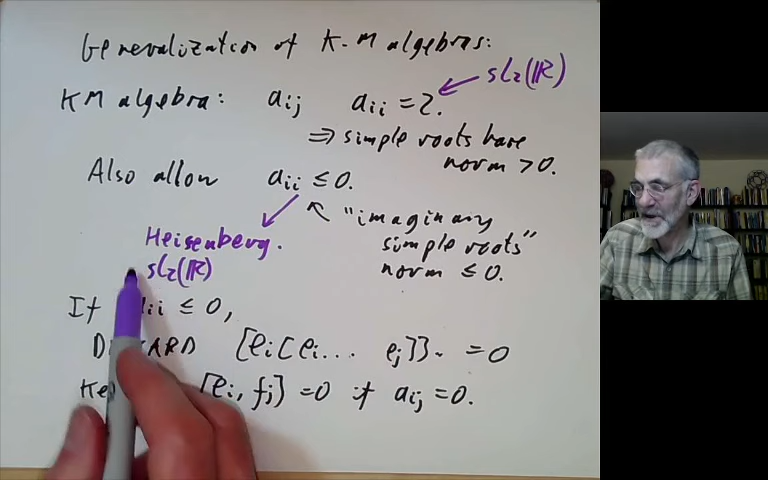 Generalization of K-M algebras:
KM algebra: aij aii = 2. sl2(ℝ)
⇒ simple roots have
norm > 0.
Also allow aii ≤ 0.
"imaginary
simple roots"
norm ≤ 0.
Heisenberg.
sl2(ℝ)
If ii ≤ 0,
[ei[ei... ej]].. = 0
[ei, fj] = 0 if aij = 0.